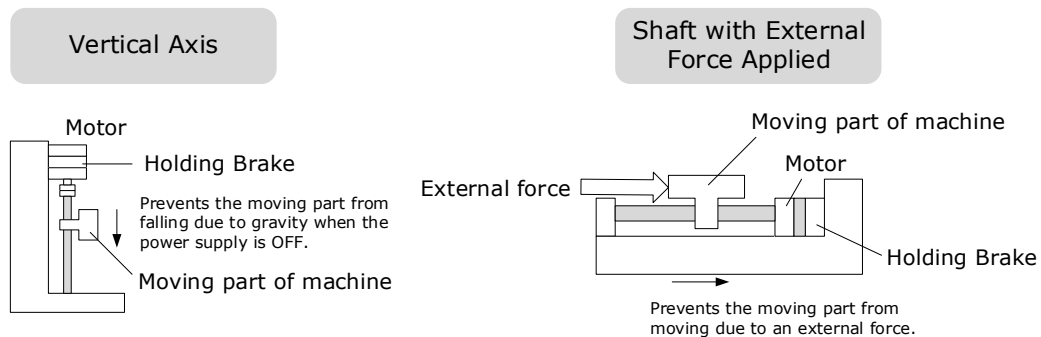 Vertical Axis
Motor
Holding Brake
Prevents the moving part from
falling due to gravity when the
power supply is OFF.
Moving part of machine
Shaft with External
Force Applied
Moving part of machine
Motor
External force
Holding Brake
Prevents the moving part from
moving due to an external force.